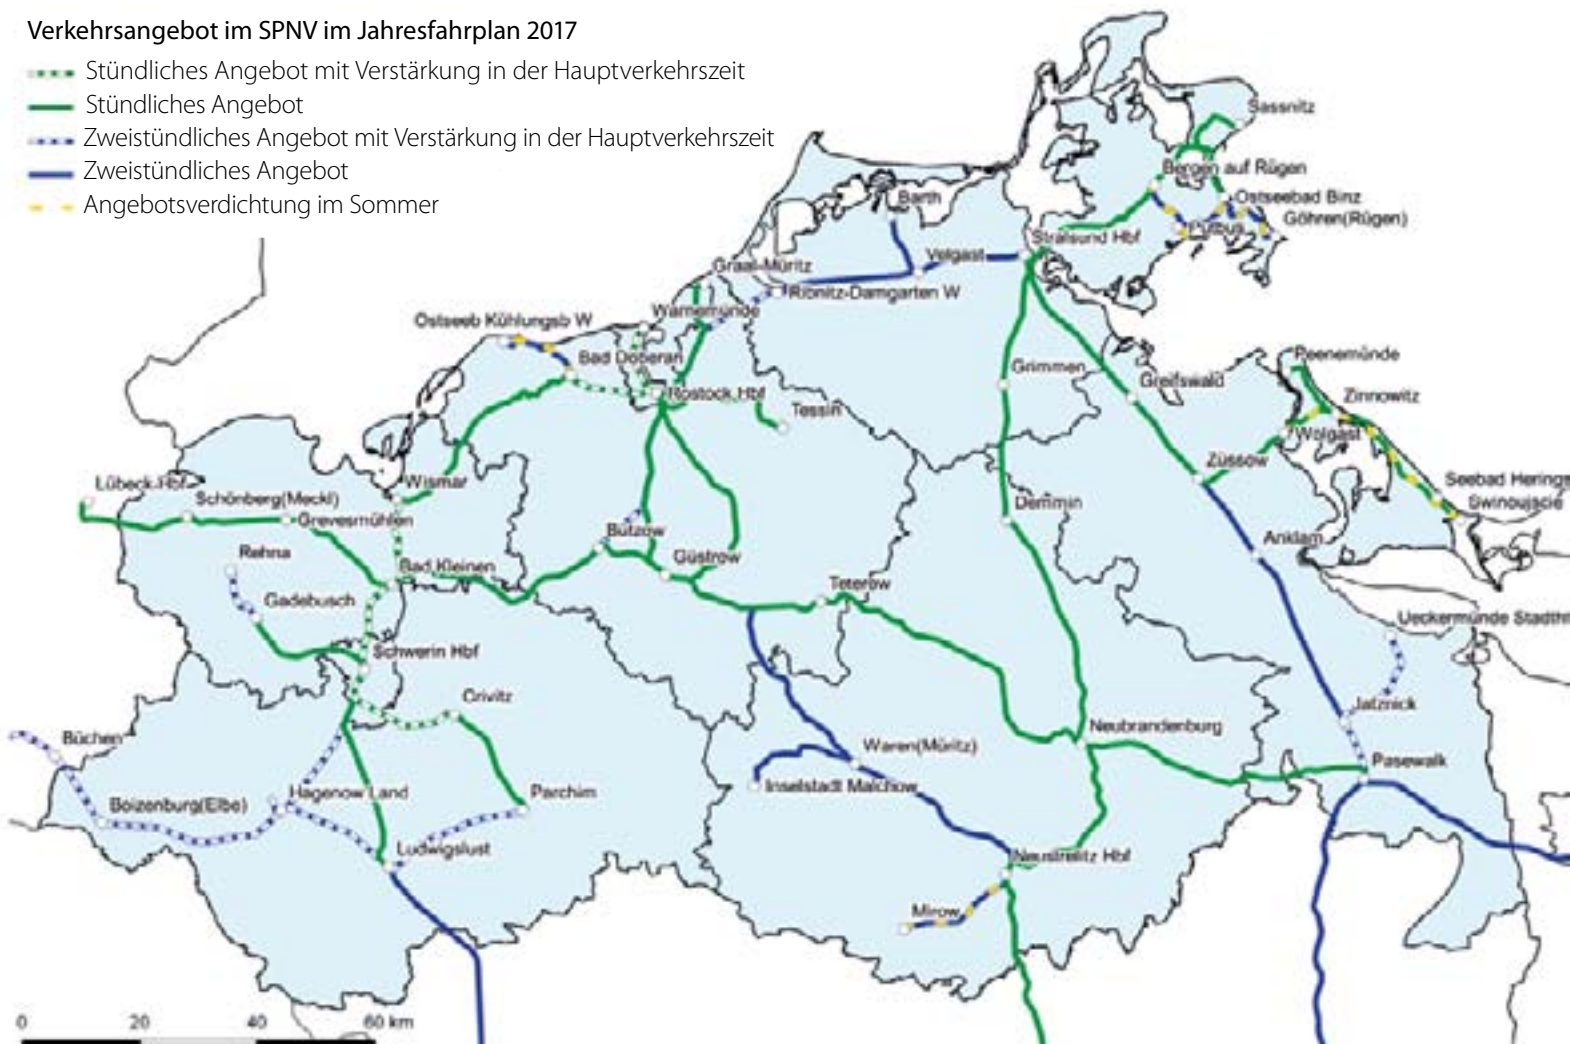 Verkehrsangebot im SPNV im Jahresfahrplan 2017
Stündliches Angebot mit Verstärkung in der Hauptverkehrszeit
Stündliches Angebot
Zweistündliches Angebot mit Verstärkung in der Hauptverkehrszeit
Zweistündliches Angebot
Angebotsverdichtung im Sommer
Sassnitz
Bergen auf Rügen
Barth
Ostseebad Binz
Göhren(Rügen)
Putbus
Stralsund Hbf
Velgast
Graal-Müritz
Ribnitz-Damgarten W
Warnemünde
Ostseeb Kühlungsb W
Bad Doberan
Peenemünde
Grimmen
Greifswald
Rostock Hbf
Zinnowitz
Tessin
Wolgast
Züssow
Lübeck Hbf
Wismar
Seebad Herings
Schönberg(Meckl)
Swinoujscie
Demmin
Grevesmühlen
Bützow
Anklam
Rehna
Güstrow
Bad Kleinen
Teterow
Gadebusch
Ueckermünde Stadth
Schwerin Hbf
Crivitz
Jatznick
Neubrandenburg
Büchen
Waren(Müritz)
Pasewalk
Inselstadt Malchow
Hagenow Land
Parchim
Boizenburg(Elbe)
Ludwigslust
Neustrelitz Hbf
Mirow
0 20 40 60 km